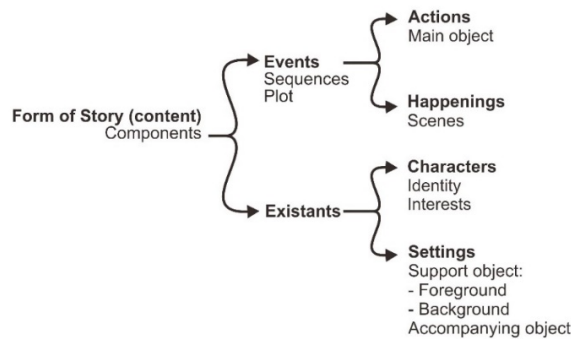 Form of Story (content)
Components
Events
Sequences
Plot
Actions
Main object
Happenings
Scenes
Existants
Characters
Identity
Interests
Settings
Support object:
- Foreground
- Background
Accompanying object